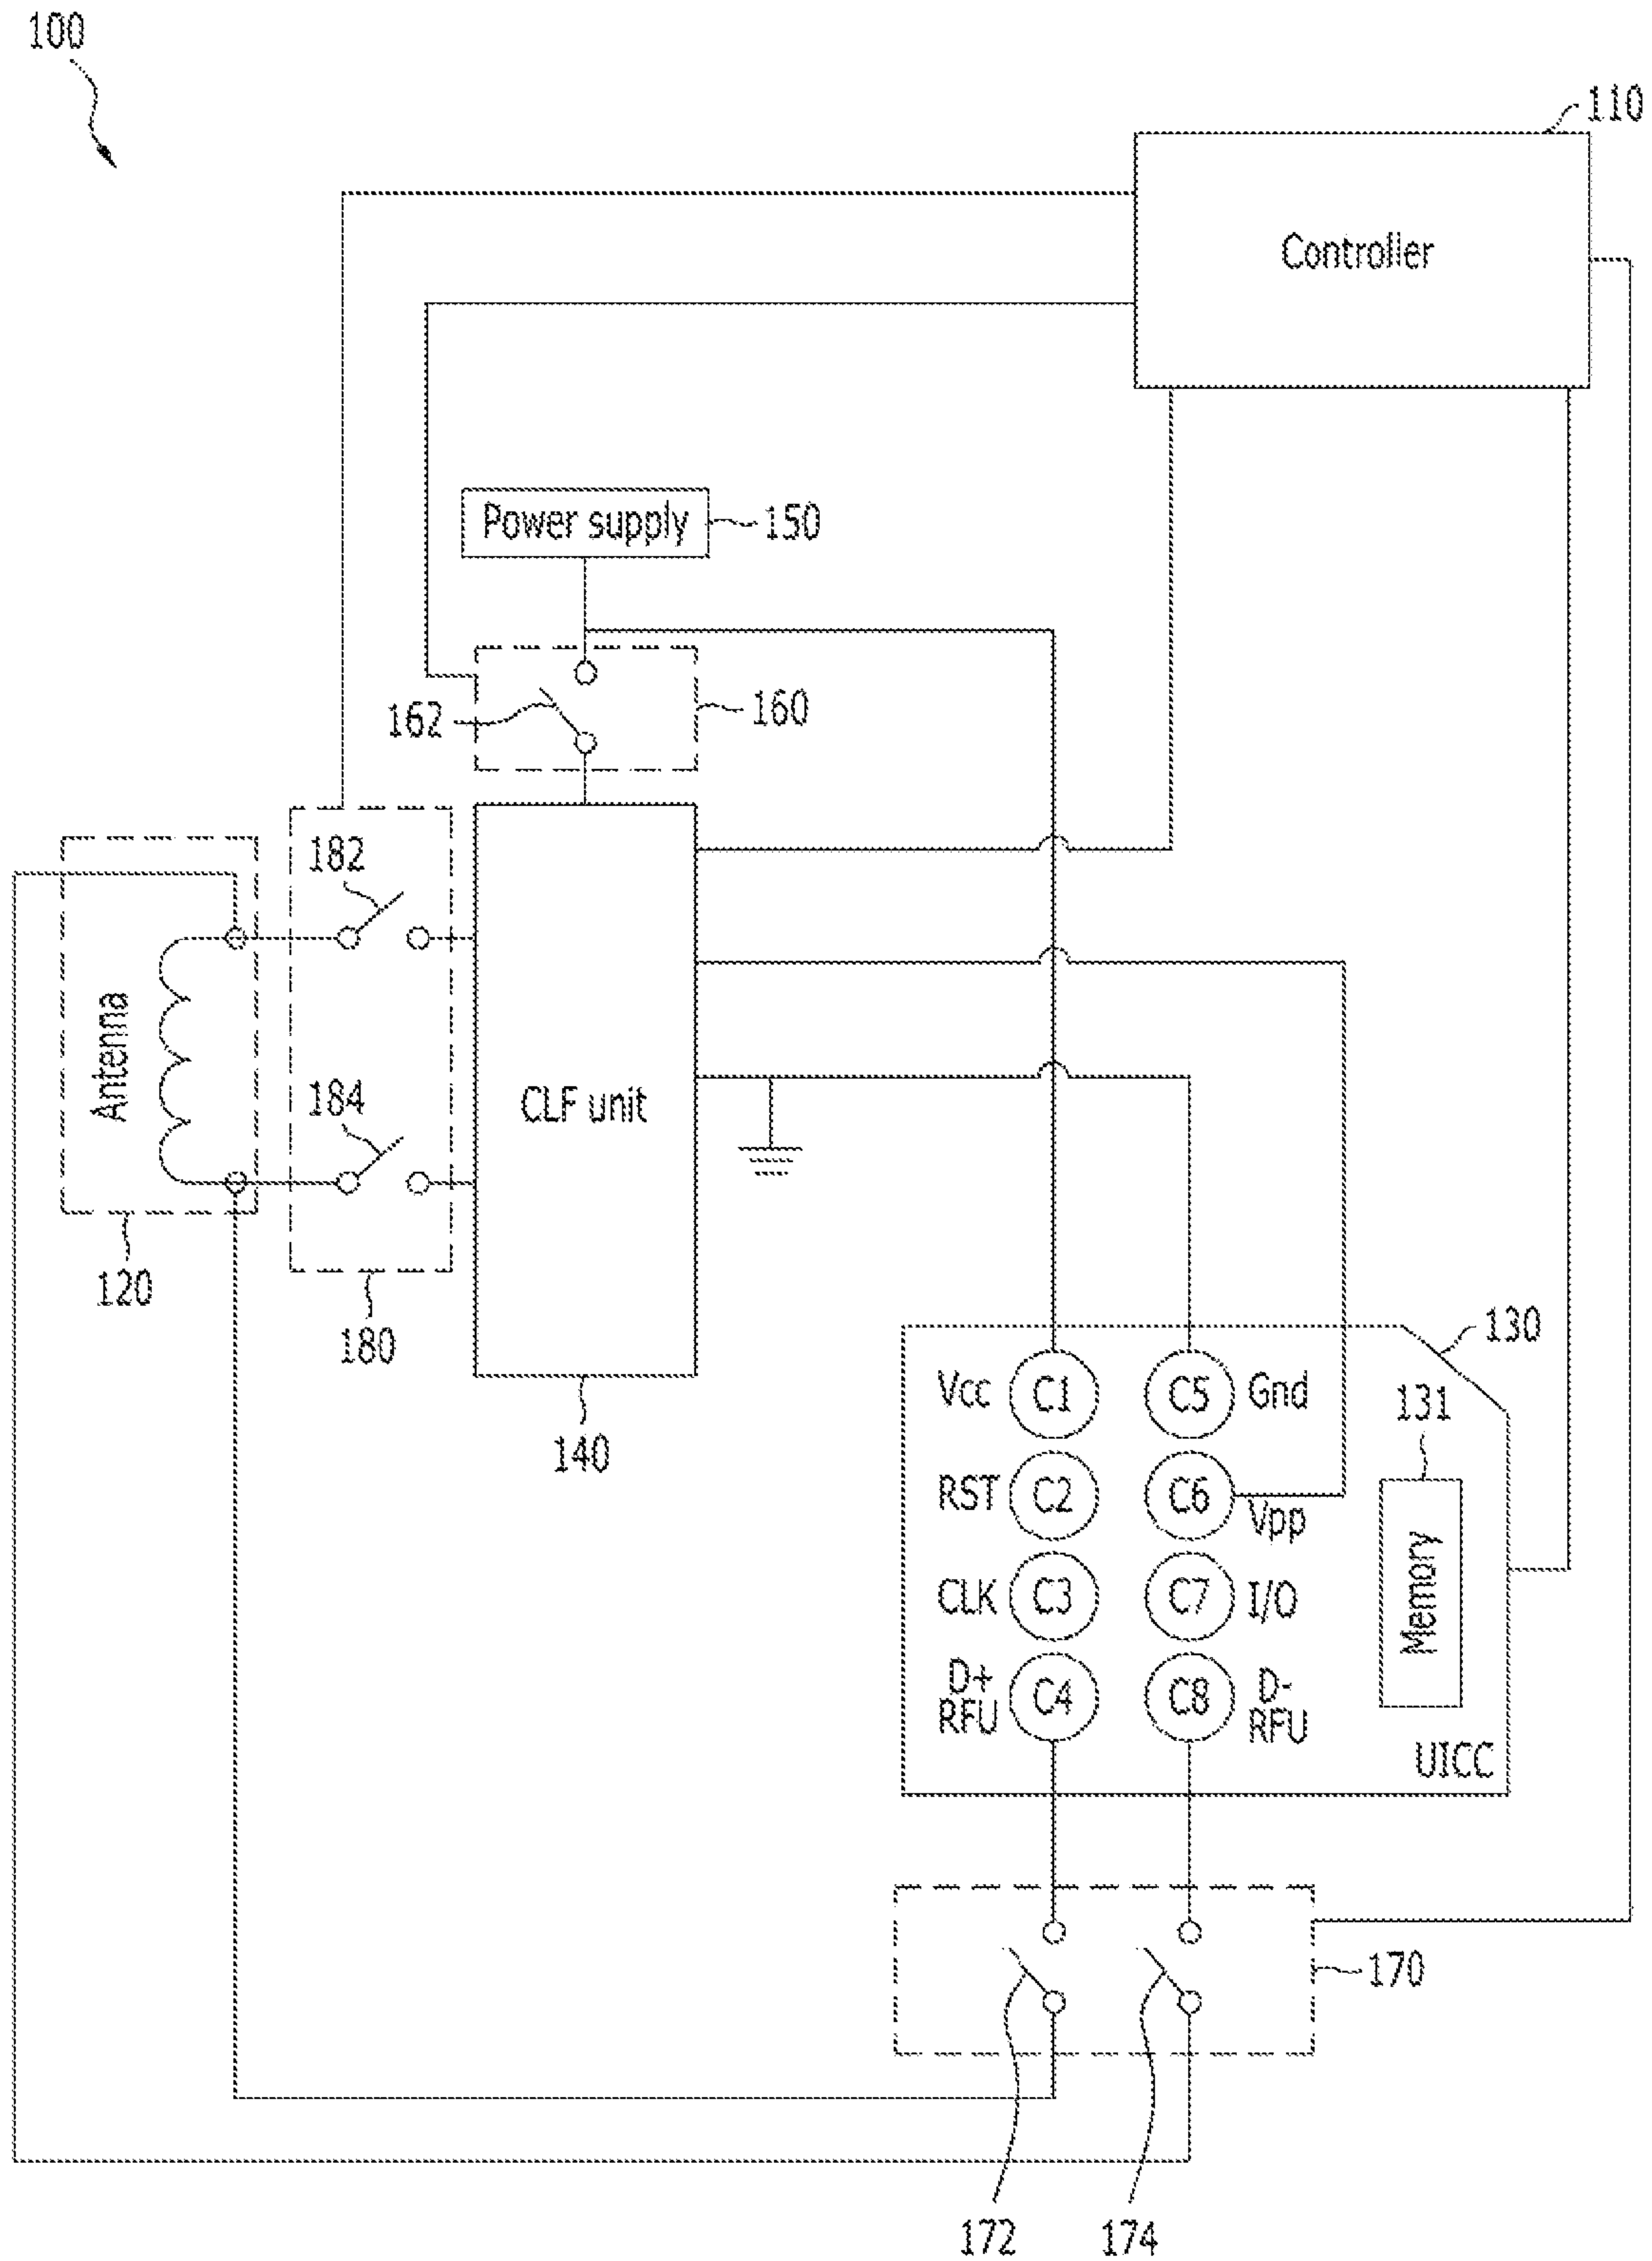 100
110
Controller
Power supply
150
162
160
182
Antenna
184
CLF unit
120
180
140
130
131
Vcc
C1
C5
Gnd
RST
C2
C6
Vpp
CLK
C3
C7
I/O
D+
RFU
C4
C8
D-
RFU
Memory
UICC
170
172
174